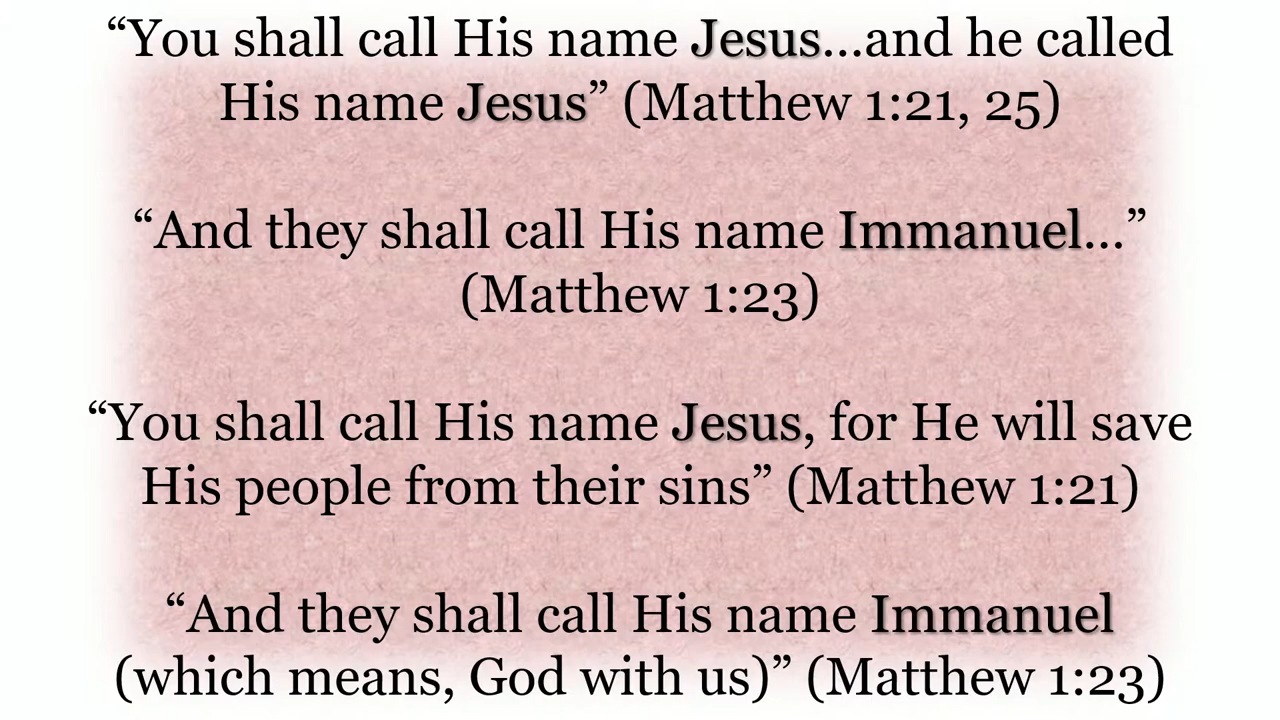 “You shall call His name Jesus...and he called
His name Jesus” (Matthew 1:21, 25)
“And they shall call His name Immanuel...”
(Matthew 1:23)
“You shall call His name Jesus, for He will save
His people from their sins” (Matthew 1:21)
“And they shall call His name Immanuel
(which means, God with us)” (Matthew 1:23)